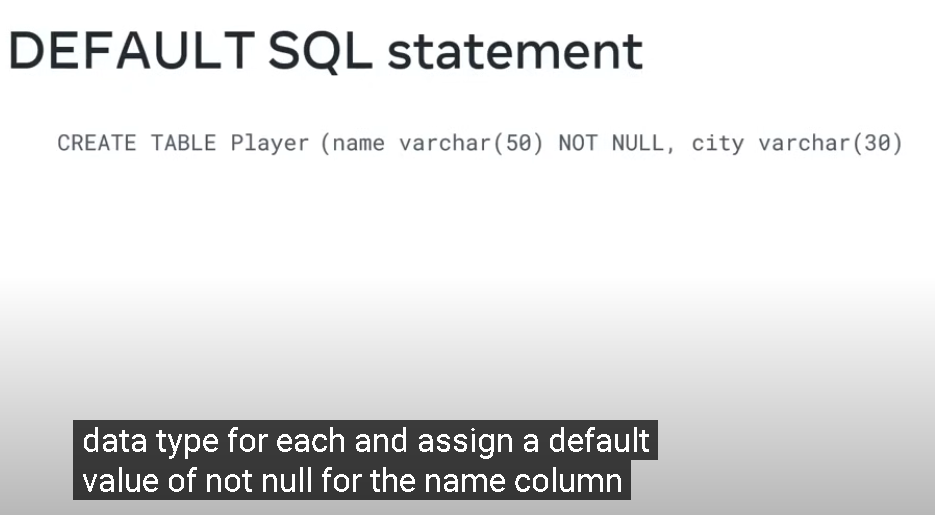 DEFAULT SQL statement
CREATE TABLE Player (name varchar(50) NOT NULL, city varchar(30)
data type for each and assign a default
value of not null for the name column